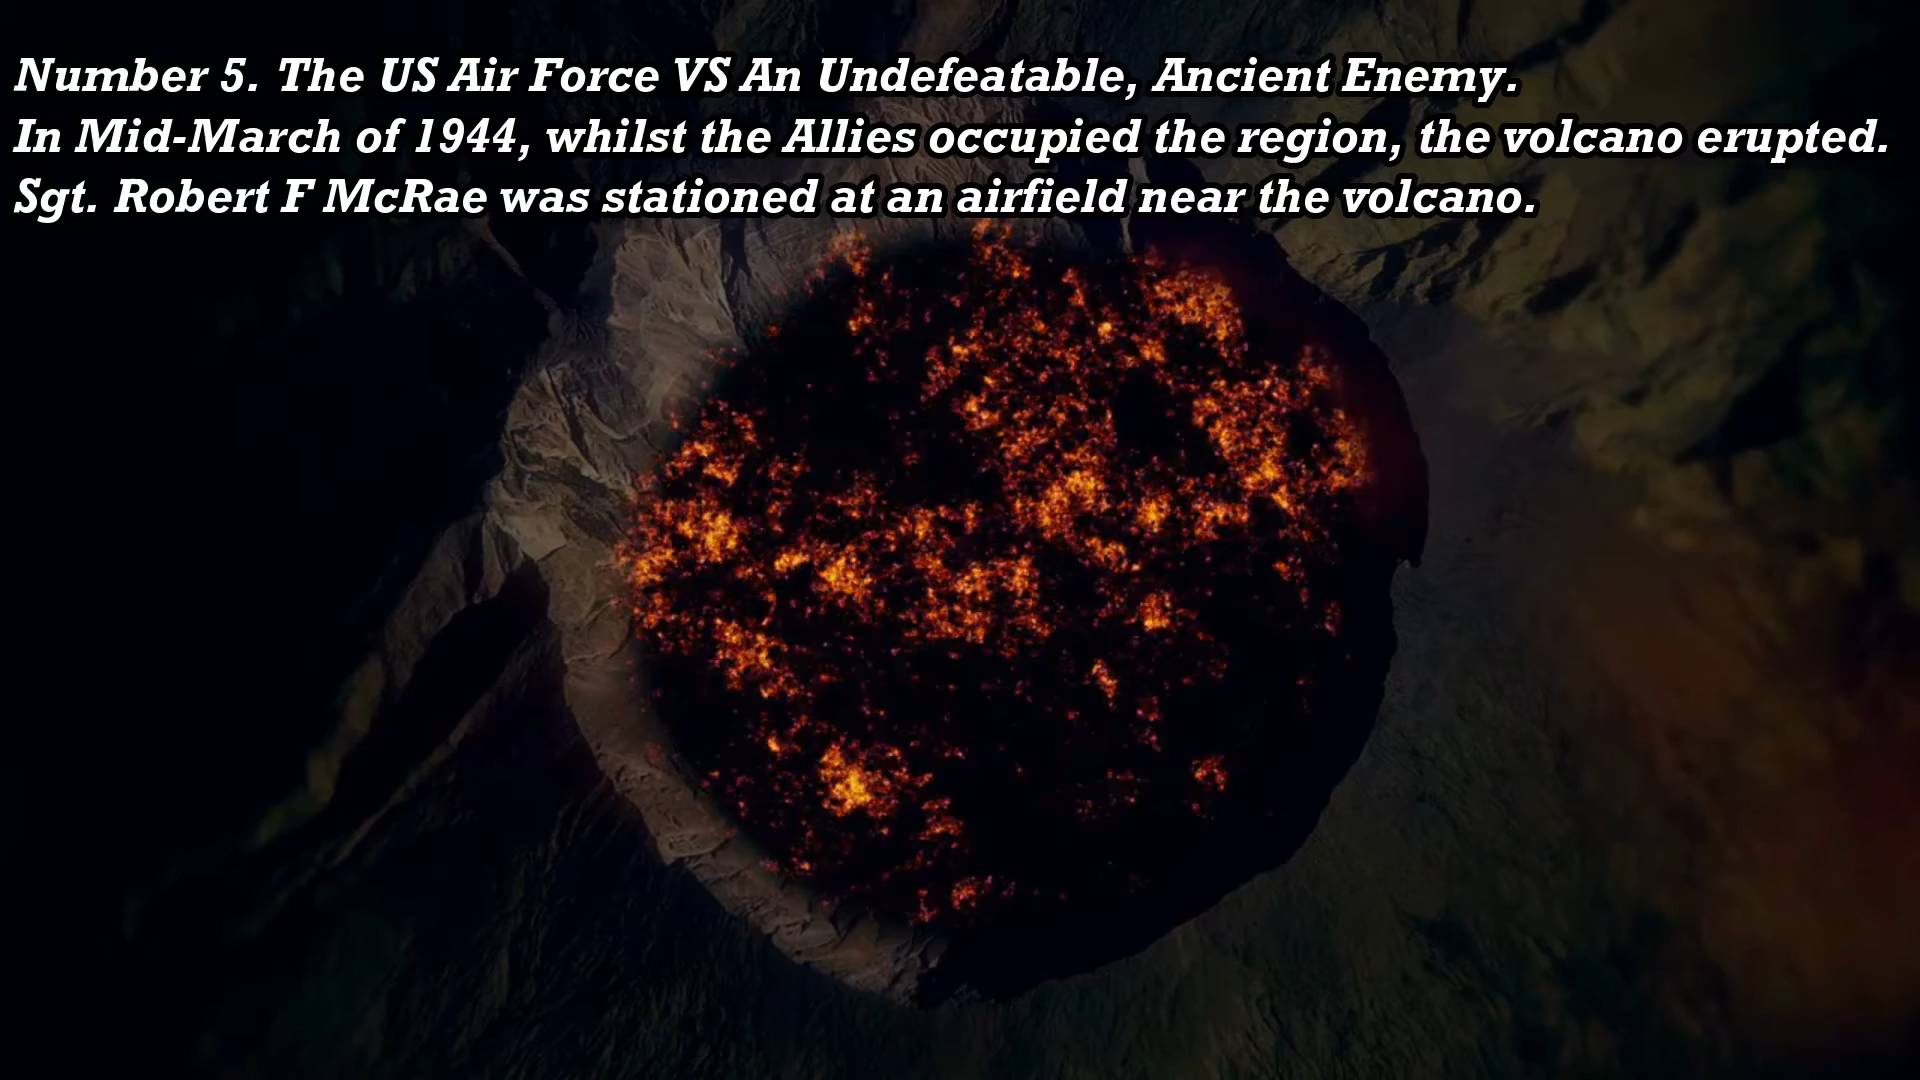 Number 5. The US Air Force VS An Undefeatable, Ancient Enemy.
In Mid-March of 1944, whilst the Allies occupied the region, the volcano erupted.
Sgt. Robert F McRae was stationed at an airfield near the volcano.